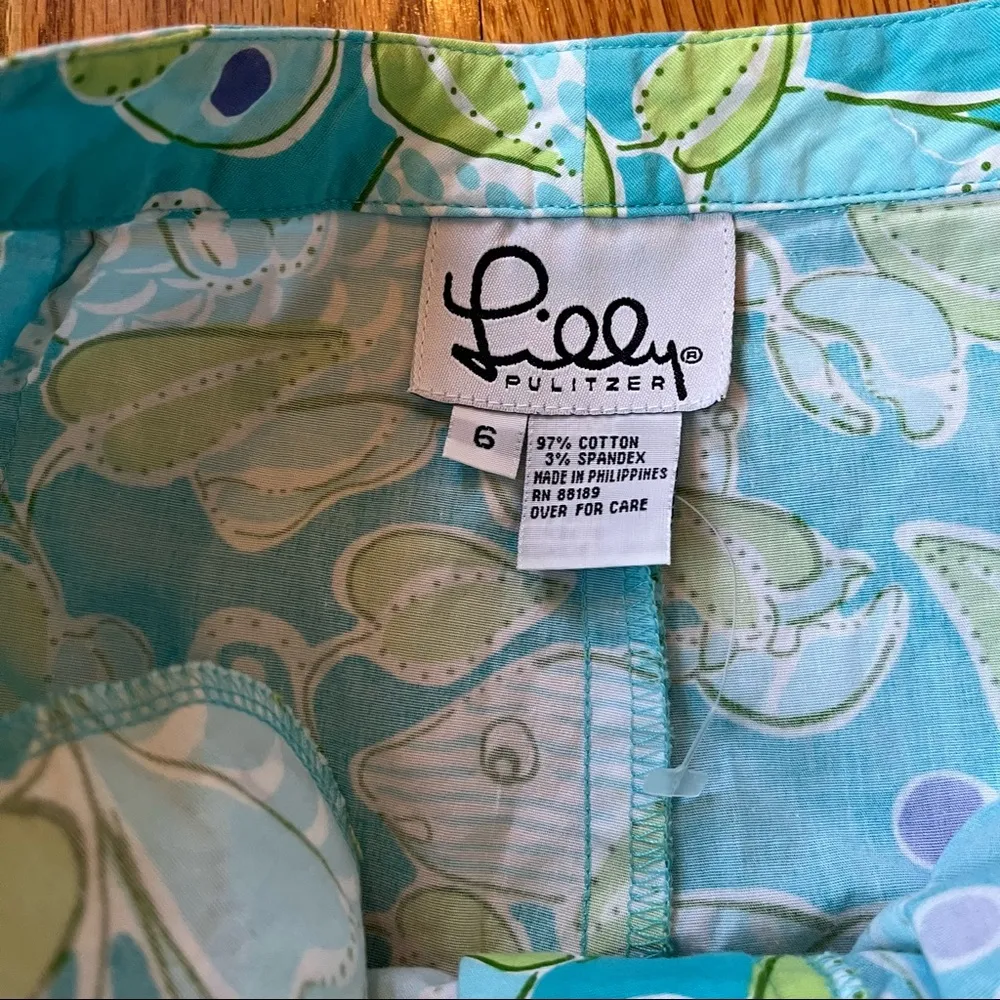 Lilly®
PULITZER
6
97% COTTON
3% SPANDEX
MADE IN PHILIPPINES
RN 88189
OVER FOR CARE